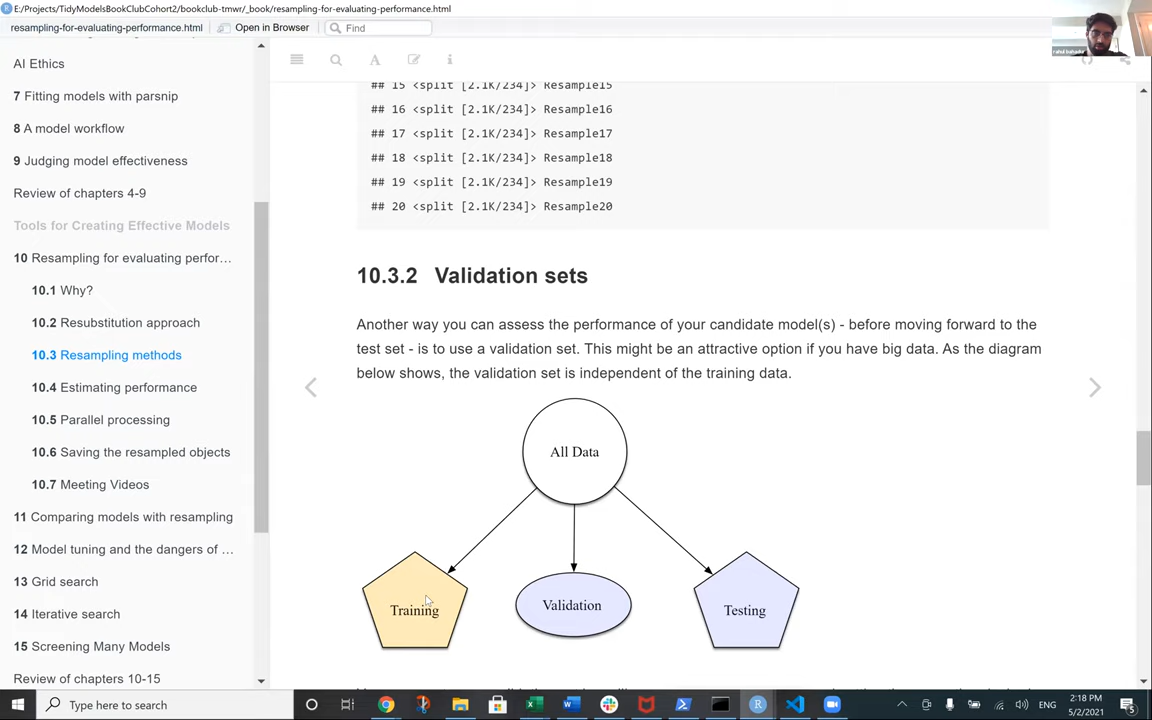 E:/Projects/TidyModelsBookClubCohort2/bookclub-tmwr/_book/resampling-for-evaluating-performance.html
resampling-for-evaluating-performance.html
Open in Browser
Find
AI Ethics
7 Fitting models with parsnip
8 A model workflow
9 Judging model effectiveness
Review of chapters 4-9
Tools for Creating Effective Models
10 Resampling for evaluating perfor...
10.1 Why?
10.2 Resubstitution approach
10.3 Resampling methods
10.4 Estimating performance
10.5 Parallel processing
10.6 Saving the resampled objects
10.7 Meeting Videos
11 Comparing models with resampling
12 Model tuning and the dangers of ...
13 Grid search
14 Iterative search
15 Screening Many Models
Review of chapters 10-15
## 15 <split [2.1K/234]> Resample15
## 16 <split [2.1K/234]> Resample16
## 17 <split [2.1K/234]> Resample17
## 18 <split [2.1K/234]> Resample18
## 19 <split [2.1K/234]> Resample19
## 20 <split [2.1K/234]> Resample20
10.3.2 Validation sets
Another way you can assess the performance of your candidate model(s) - before moving forward to the
test set - is to use a validation set. This might be an attractive option if you have big data. As the diagram
below shows, the validation set is independent of the training data.
All Data
Training
Validation
Testing
Type here to search
ENG
2:18 PM
5/2/2021